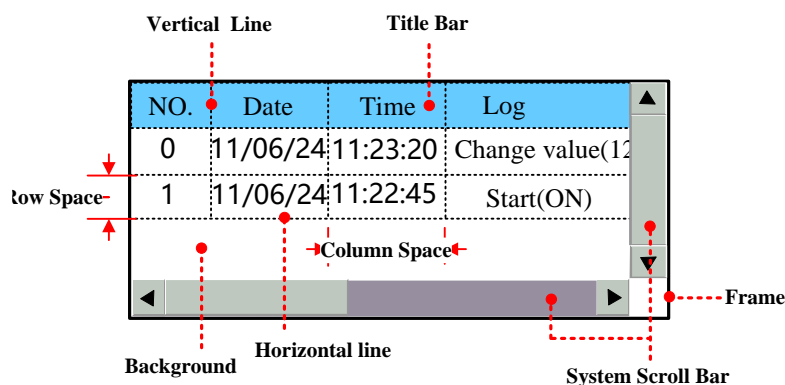 Vertical Line
Title Bar
NO. Date Time Log
0 11/06/24 11:23:20 Change value(12
1 11/06/24 11:22:45 Start(ON)
Row Space
Column Space
Frame
Horizontal line
Background
System Scroll Bar